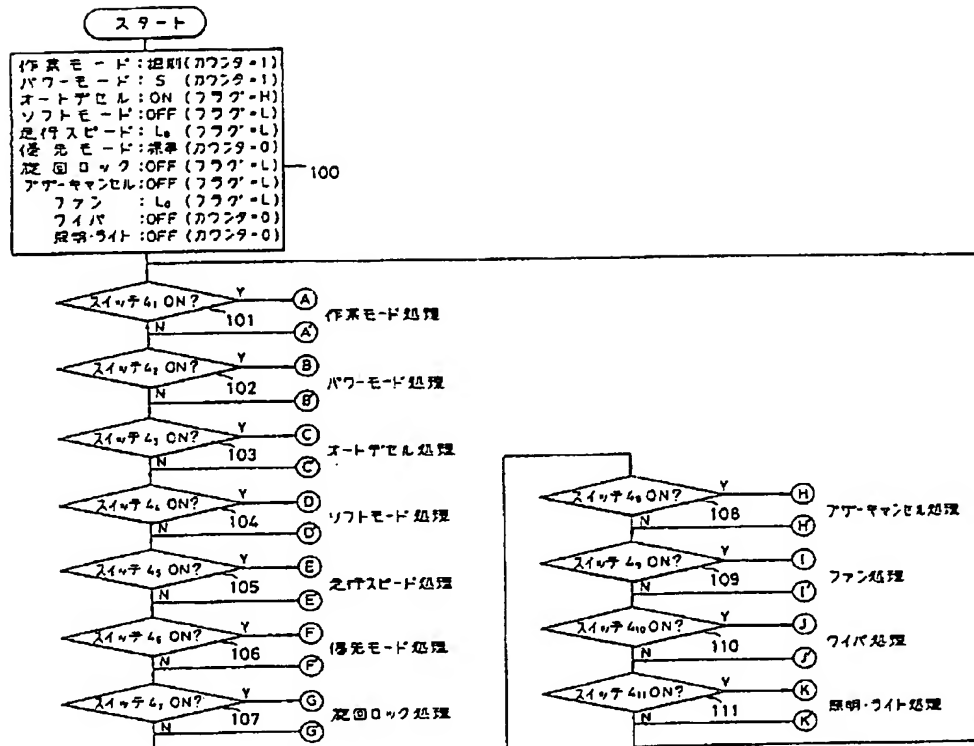 スタート
作業モード:掘削(カウンタ=1)
パワーモード:S (カウンタ=1)
オートデセル:ON (フラグ=H)
ソフトモード:OFF (フラグ=L)
走行スピード:Lo (フラグ=L)
優先モード:標準(カウンタ=0)
旋回ロック:OFF (フラグ=L)
ブザーキャンセル:OFF (フラグ=L)
ファン :Lo (フラグ=L)
ワイパ :OFF (カウンタ=0)
照明・ライト:OFF (カウンタ=0)
100
スイッチ4₁ ON?
Y
A
N
101
A'
作業モード処理
スイッチ4₂ ON?
Y
B
N
102
B'
パワーモード処理
スイッチ4₃ ON?
Y
C
N
103
C'
オートデセル処理
スイッチ4₄ ON?
Y
D
N
104
D'
ソフトモード処理
スイッチ4₅ ON?
Y
E
N
105
E
走行スピード処理
スイッチ4₆ ON?
Y
F
N
106
F'
優先モード処理
スイッチ4₇ ON?
Y
G
N
107
G'
旋回ロック処理
スイッチ4₈ ON?
Y
H
N
108
H'
ブザーキャンセル処理
スイッチ4₉ ON?
Y
I
N
109
I'
ファン処理
スイッチ4₁₀ ON?
Y
J
N
110
J'
ワイパ処理
スイッチ4₁₁ ON?
Y
K
N
111
K'
照明・ライト処理